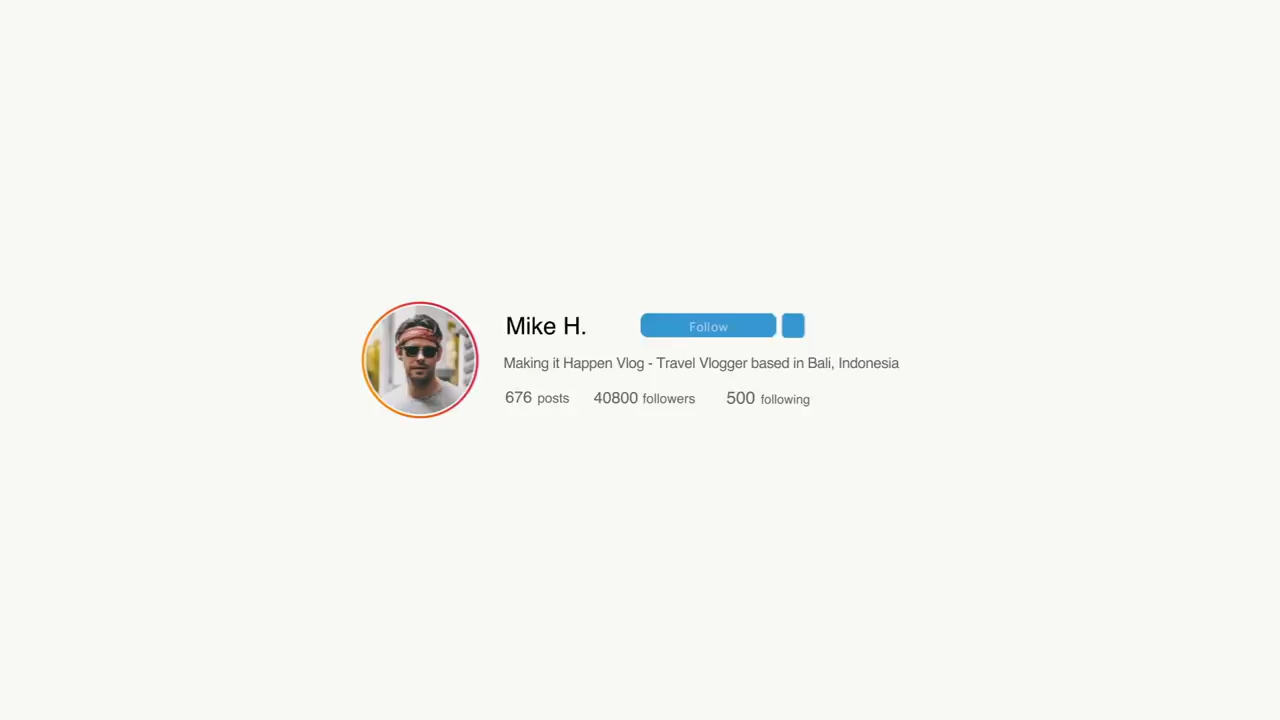 Mike H. Follow
Making it Happen Vlog - Travel Vlogger based in Bali, Indonesia
676 posts 40800 followers 500 following